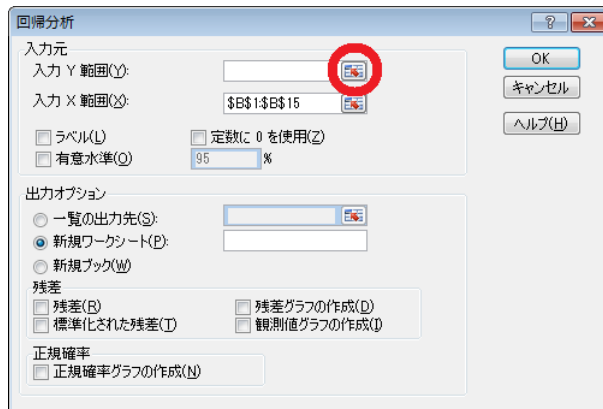 回帰分析
入力元
入力 Y 範囲(Y):
入力 X 範囲(X): $B$1:$B$15
ラベル(L) 定数に 0 を使用(Z)
有意水準(O) 95 %
OK
キャンセル
ヘルプ(H)
出力オプション
一覧の出力先(S):
新規ワークシート(P):
新規ブック(W)
残差
残差(R) 残差グラフの作成(D)
標準化された残差(T) 観測値グラフの作成(I)
正規確率
正規確率グラフの作成(N)